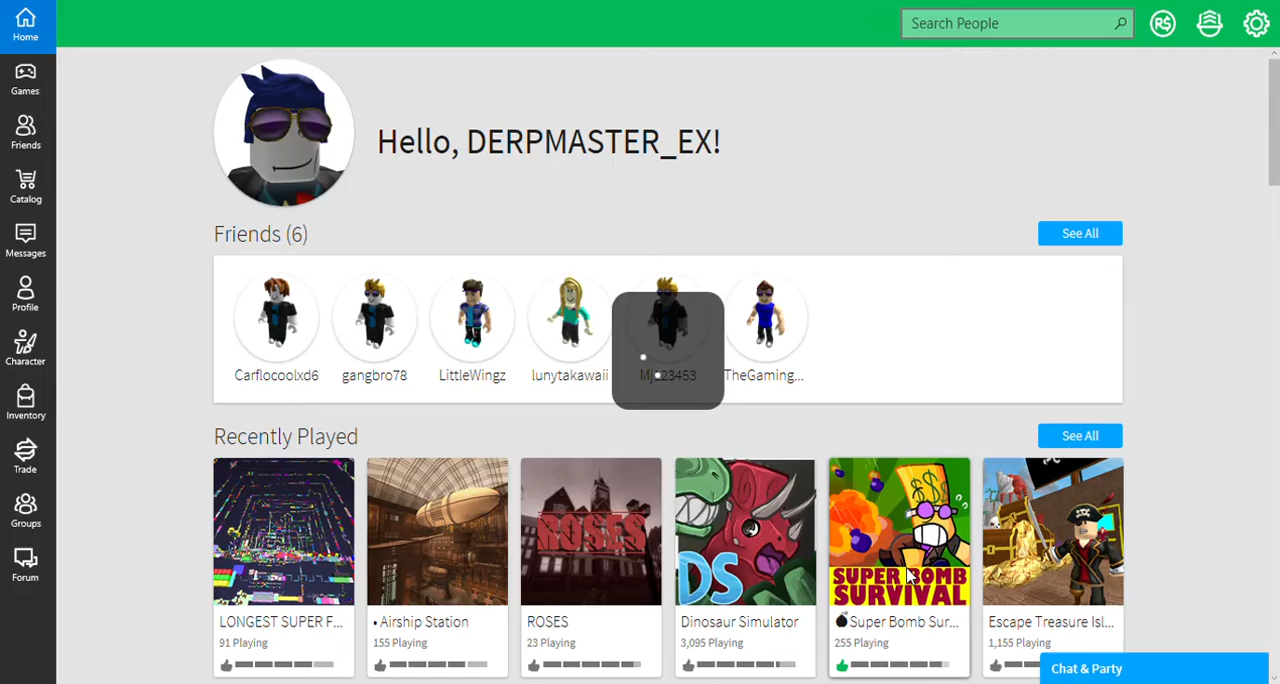 Home
Search People
R$
Games
Friends
Catalog
Messages
Profile
Character
Inventory
Trade
Groups
Forum
Hello, DERPMASTER_EX!
Friends (6)
See All
Carflocoolxd6
gangbro78
LittleWingz
lunytakawaii
Mj123453
TheGaming...
Recently Played
See All
ROSES
DS
$$$
SUPER BOMB
SURVIVAL
LONGEST SUPER F...
• Airship Station
ROSES
Dinosaur Simulator
💣Super Bomb Sur...
Escape Treasure Isl...
91 Playing
155 Playing
23 Playing
3,095 Playing
255 Playing
1,155 Playing
Chat & Party